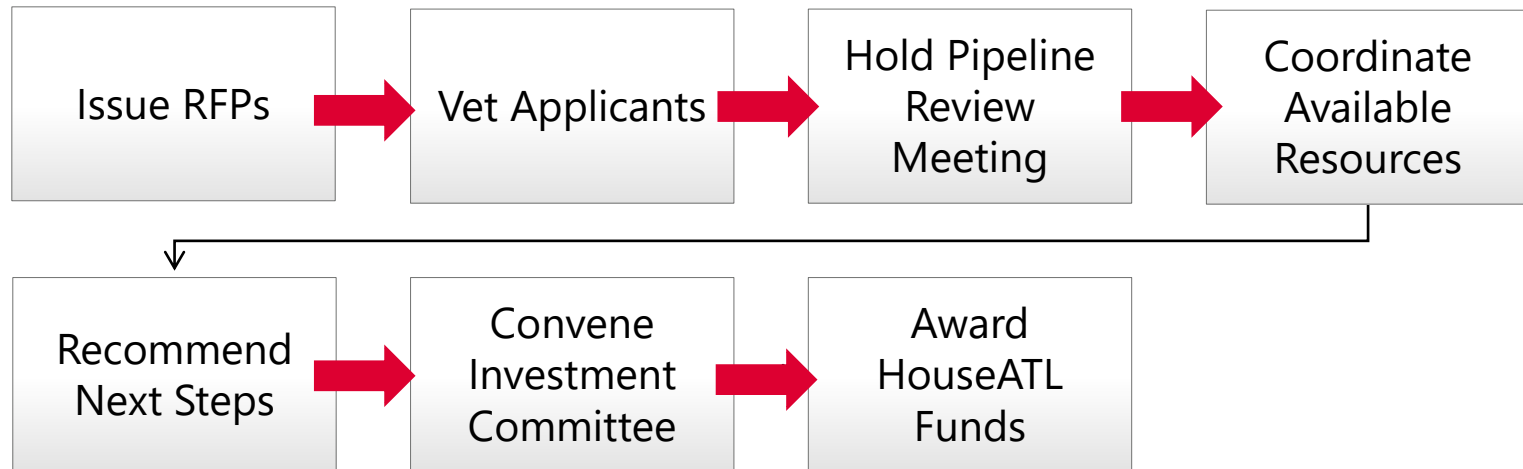 Issue RFPs
Vet Applicants
Hold Pipeline
Review
Meeting
Coordinate
Available
Resources
Recommend
Next Steps
Convene
Investment
Committee
Award
HouseATL
Funds